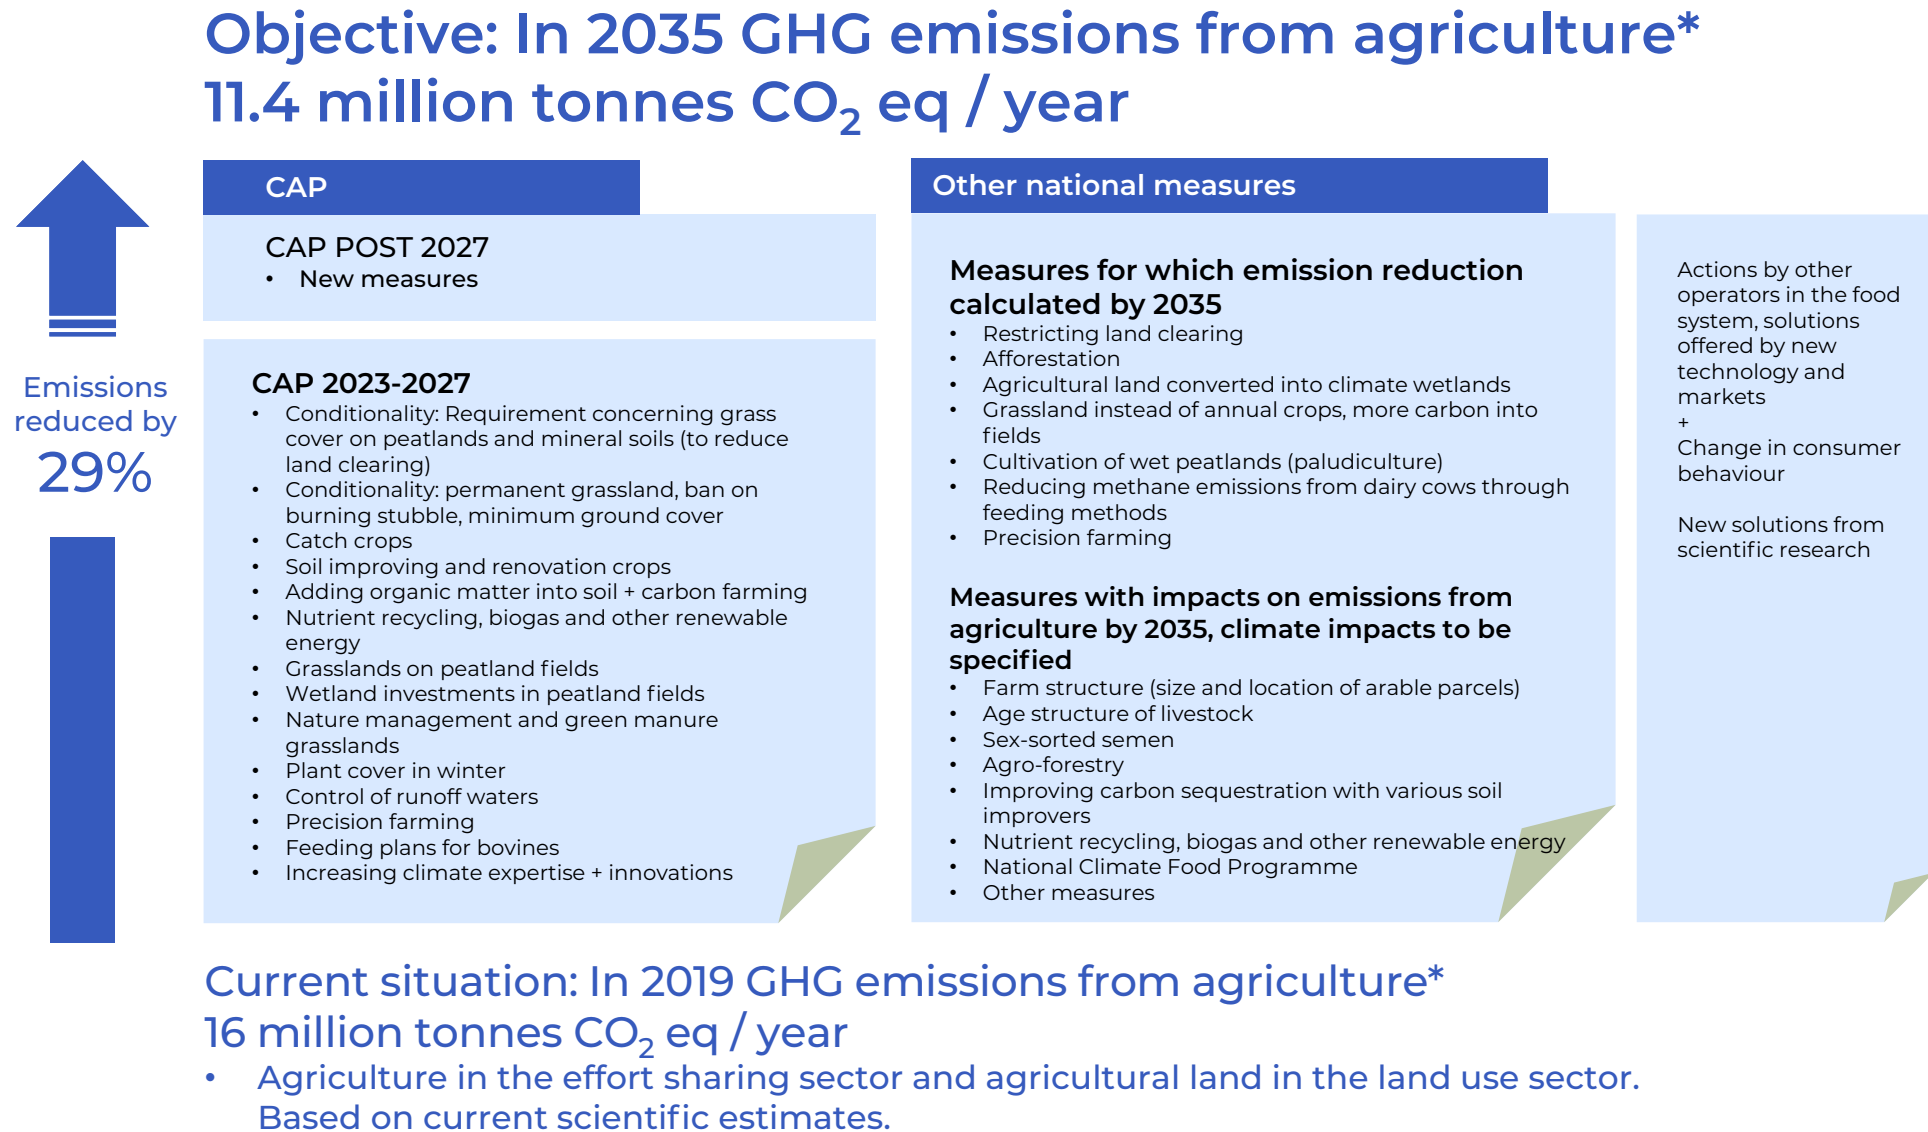 Objective: In 2035 GHG emissions from agriculture*
11.4 million tonnes CO₂ eq / year
Emissions
reduced by
29%
CAP
CAP POST 2027
• New measures
CAP 2023-2027
• Conditionality: Requirement concerning grass
cover on peatlands and mineral soils (to reduce
land clearing)
• Conditionality: permanent grassland, ban on
burning stubble, minimum ground cover
• Catch crops
• Soil improving and renovation crops
• Adding organic matter into soil + carbon farming
• Nutrient recycling, biogas and other renewable
energy
• Grasslands on peatland fields
• Wetland investments in peatland fields
• Nature management and green manure
grasslands
• Plant cover in winter
• Control of runoff waters
• Precision farming
• Feeding plans for bovines
• Increasing climate expertise + innovations
Other national measures
Measures for which emission reduction
calculated by 2035
• Restricting land clearing
• Afforestation
• Agricultural land converted into climate wetlands
• Grassland instead of annual crops, more carbon into
fields
• Cultivation of wet peatlands (paludiculture)
• Reducing methane emissions from dairy cows through
feeding methods
• Precision farming
Measures with impacts on emissions from
agriculture by 2035, climate impacts to be
specified
• Farm structure (size and location of arable parcels)
• Age structure of livestock
• Sex-sorted semen
• Agro-forestry
• Improving carbon sequestration with various soil
improvers
• Nutrient recycling, biogas and other renewable energy
• National Climate Food Programme
• Other measures
Actions by other
operators in the food
system, solutions
offered by new
technology and
markets
+
Change in consumer
behaviour
New solutions from
scientific research
Current situation: In 2019 GHG emissions from agriculture*
16 million tonnes CO₂ eq / year
• Agriculture in the effort sharing sector and agricultural land in the land use sector.
Based on current scientific estimates.